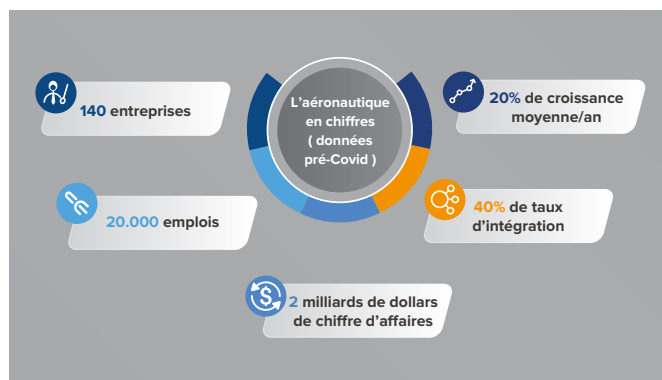 L'aéronautique
en chiffres
( données
pré-Covid )
140 entreprises
20.000 emplois
2 milliards de dollars
de chiffre d'affaires
40% de taux
d'intégration
20% de croissance
moyenne/an